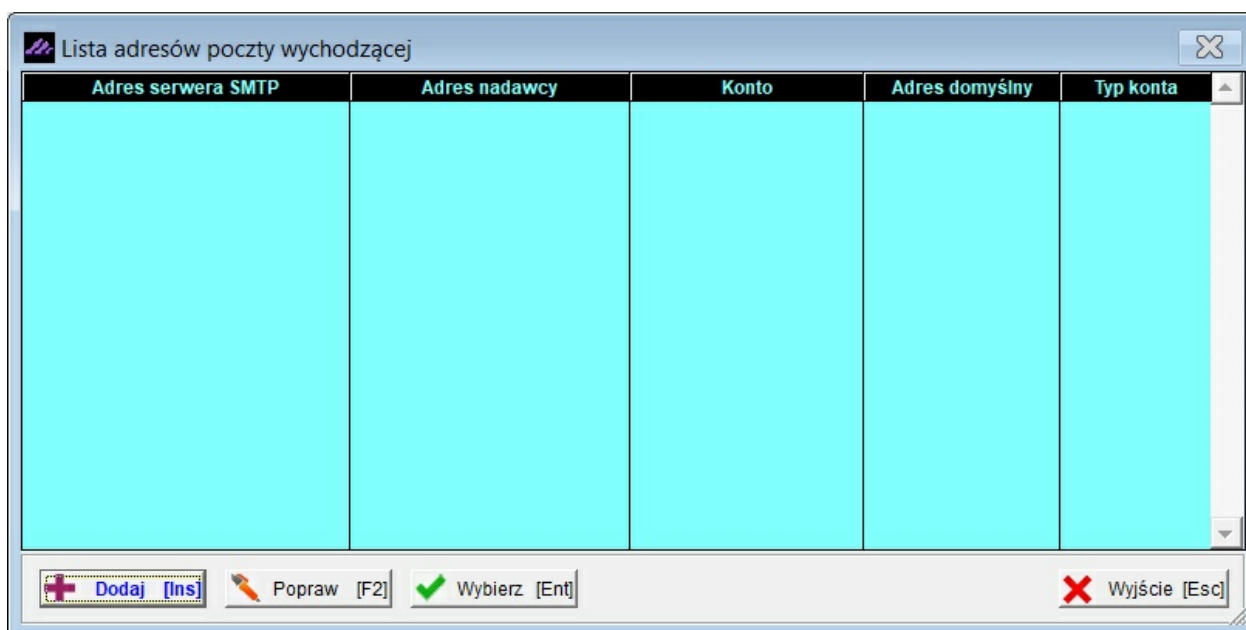 Lista adresów poczty wychodzącej
Adres serwera SMTP Adres nadawcy Konto Adres domyślny Typ konta
Dodaj [Ins] Popraw [F2] Wybierz [Ent] Wyjście [Esc]